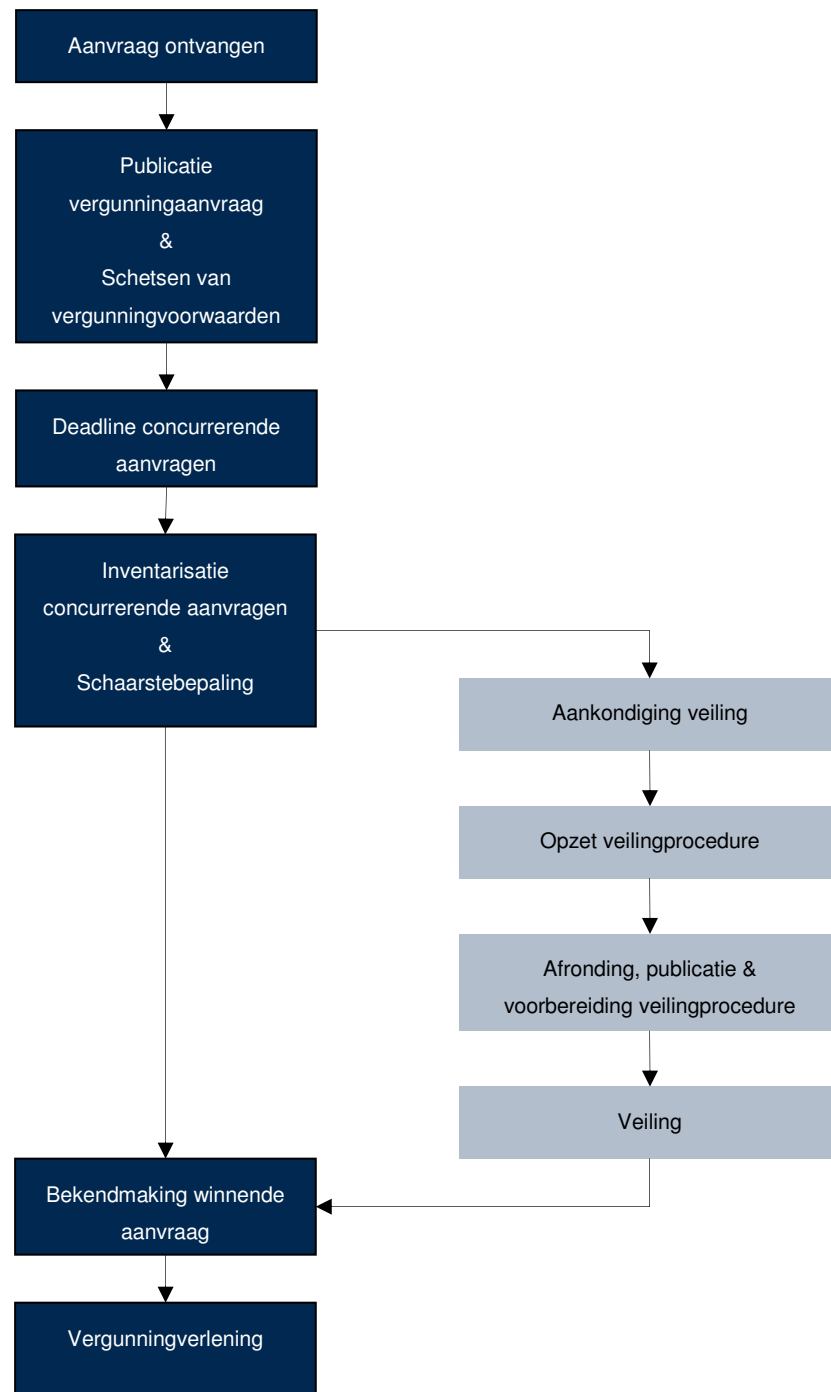 Aanvraag ontvangen
Publicatie
vergunningaanvraag
&
Schetsen van
vergunningvoorwaarden
Deadline concurrerende
aanvragen
Inventarisatie
concurrerende aanvragen
&
Schaarstebepaling
Aankondiging veiling
Opzet veilingprocedure
Afronding, publicatie &
voorbereiding veilingprocedure
Veiling
Bekendmaking winnende
aanvraag
Vergunningverlening